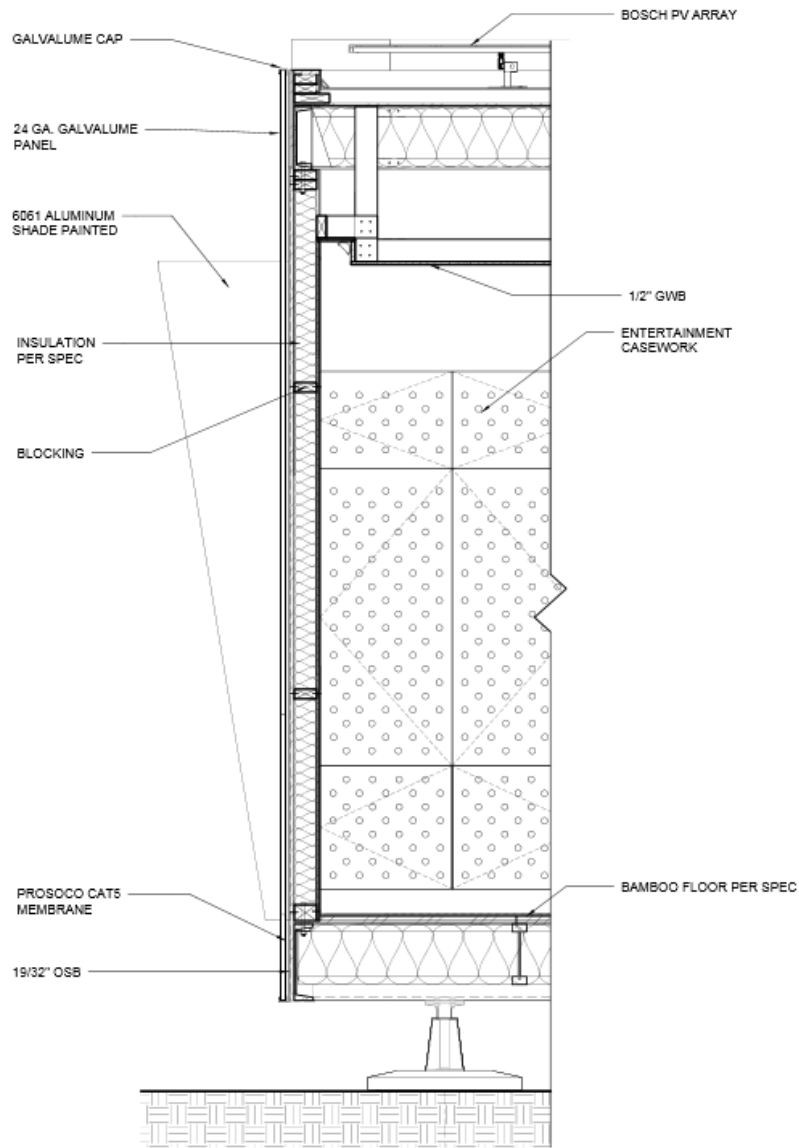 BOSCH PV ARRAY
GALVALUME CAP
24 GA. GALVALUME
PANEL
6061 ALUMINUM
SHADE PAINTED
1/2" GWB
ENTERTAINMENT
CASEWORK
INSULATION
PER SPEC
BLOCKING
BAMBOO FLOOR PER SPEC
PROSOCO CAT5
MEMBRANE
19/32" OSB